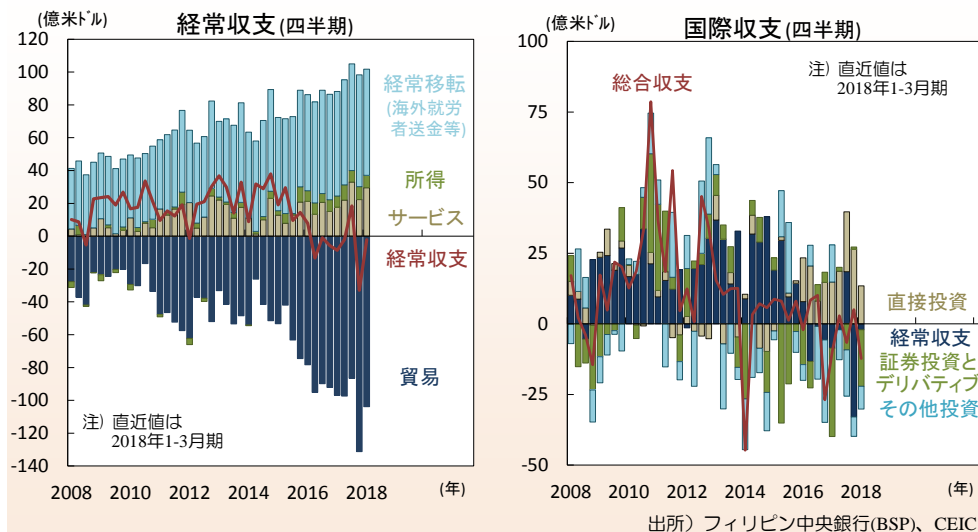 経常収支(四半期)
(億米ﾄﾞﾙ)
120
100
80
60
40
20
0
-20
-40
-60
-80
-100
-120
-140
経常移転
(海外就労
者送金等)
所得
サービス
経常収支
貿易
注) 直近値は
2018年1-3月期
2008 2010 2012 2014 2016 2018 (年)
国際収支(四半期)
(億米ﾄﾞﾙ)
100
75
50
25
0
-25
-50
総合収支
注) 直近値は
2018年1-3月期
直接投資
経常収支
証券投資と
デリバティブ
その他投資
2008 2010 2012 2014 2016 2018 (年)
出所）フィリピン中央銀行(BSP)、CEIC